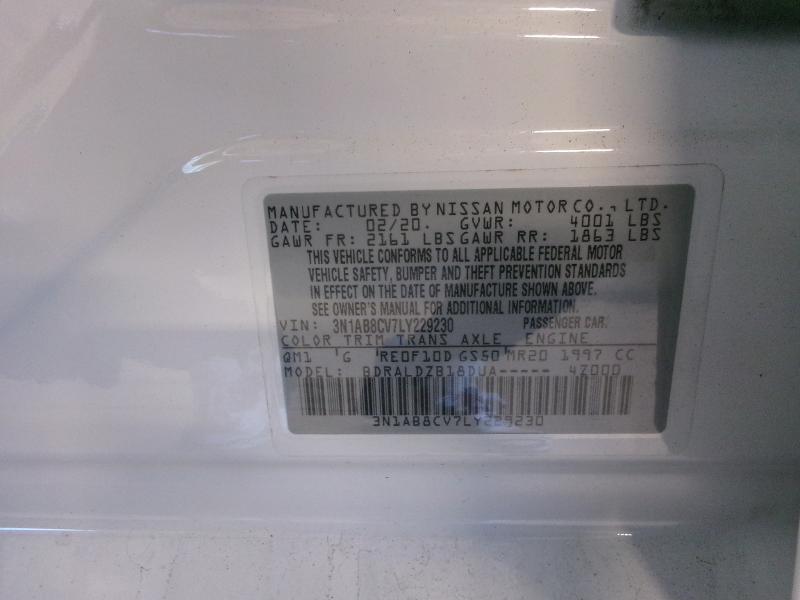 MANUFACTURED BY NISSAN MOTOR CO., LTD.
DATE: 02/20. GVWR: 4001 LBS
GAWR FR: 2161 LBS GAWR RR: 1863 LBS
THIS VEHICLE CONFORMS TO ALL APPLICABLE FEDERAL MOTOR
VEHICLE SAFETY, BUMPER AND THEFT PREVENTION STANDARDS
IN EFFECT ON THE DATE OF MANUFACTURE SHOWN ABOVE.
SEE OWNER'S MANUAL FOR ADDITIONAL INFORMATION.
VIN: 3N1AB8CV7LY229230 PASSENGER CAR.
COLOR TRIM TRANS AXLE ENGINE
QM1 'G 'RE0F10D GS50'MR20 1997 CC
MODEL: BDRALDZB18DUA----- 4Z000
3N1AB8CV7LY229230